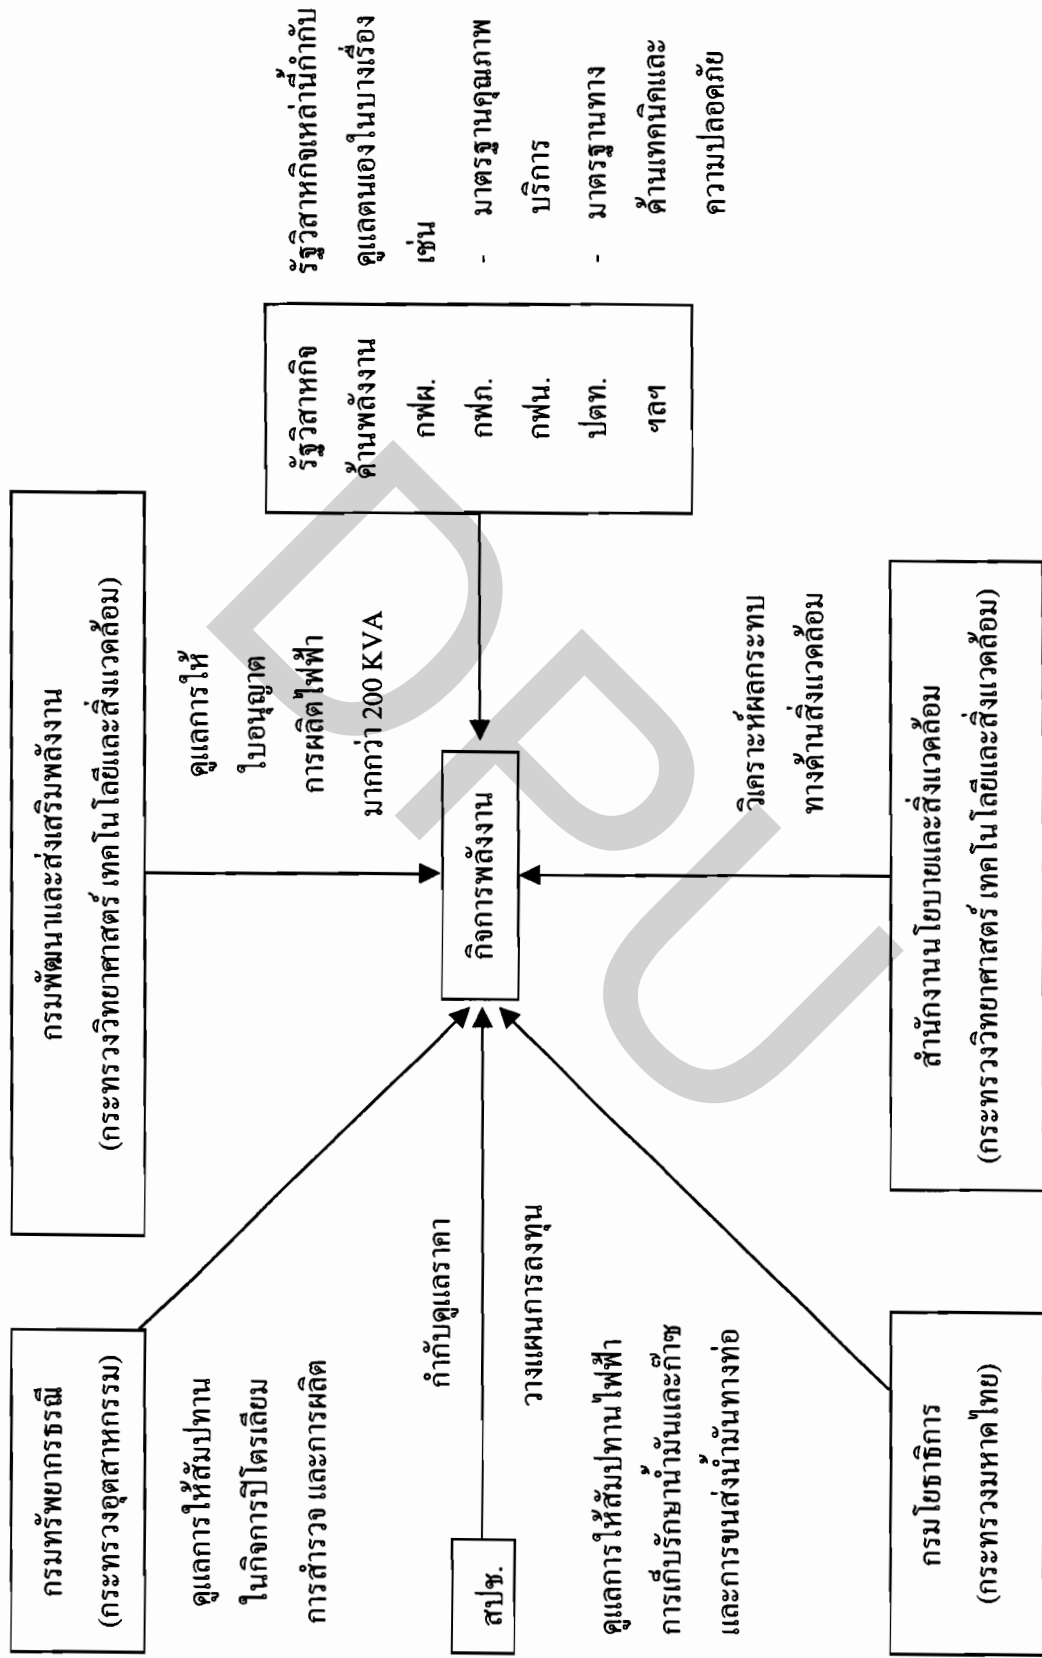 กรมทรัพยากรธรณี
(กระทรวงอุตสาหกรรม)
กรมพัฒนาและส่งเสริมพลังงาน
(กระทรวงวิทยาศาสตร์ เทคโนโลยีและสิ่งแวดล้อม)
ดูแลการให้สัมปทาน
ในกิจการปิโตรเลียม
การสำรวจ และการผลิต
ดูแลการให้
ใบอนุญาต
การผลิตไฟฟ้า
มากกว่า 200 KVA
รัฐวิสาหกิจ
ด้านพลังงาน
กฟผ.
กฟภ.
กฟน.
ปตท.
ฯลฯ
รัฐวิสาหกิจเหล่านี้กำกับ
ดูแลตนเองในบางเรื่อง
เช่น
- มาตรฐานคุณภาพ
บริการ
- มาตรฐานทาง
ด้านเทคนิคและ
ความปลอดภัย
สปช.
กำกับดูแลราคา
วางแผนการลงทุน
กิจการพลังงาน
ดูแลการให้สัมปทานไฟฟ้า
การเก็บรักษาน้ำมันและก๊าซ
และการขนส่งน้ำมันทางท่อ
วิเคราะห์ผลกระทบ
ทางด้านสิ่งแวดล้อม
กรมโยธาธิการ
(กระทรวงมหาดไทย)
สำนักงานนโยบายและสิ่งแวดล้อม
(กระทรวงวิทยาศาสตร์ เทคโนโลยีและสิ่งแวดล้อม)
DRU